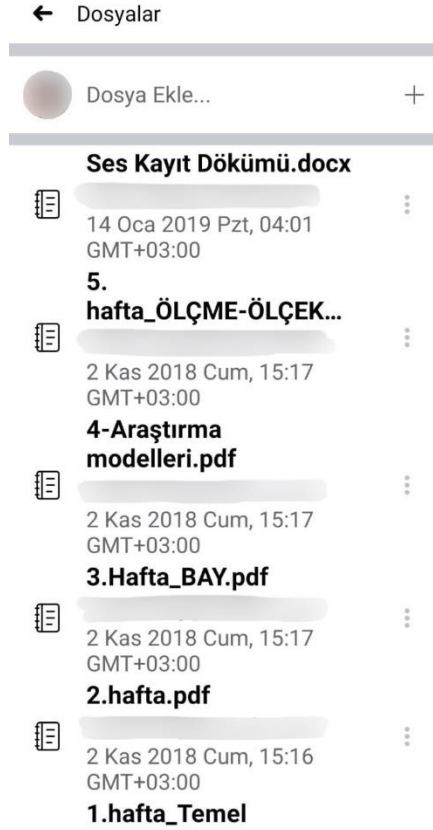 Dosyalar
Dosya Ekle...
Ses Kayıt Dökümü.docx
14 Oca 2019 Pzt, 04:01
GMT+03:00
5.
hafta_ÖLÇME-ÖLÇEK...
2 Kas 2018 Cum, 15:17
GMT+03:00
4-Araştırma
modelleri.pdf
2 Kas 2018 Cum, 15:17
GMT+03:00
3.Hafta_BAY.pdf
2 Kas 2018 Cum, 15:17
GMT+03:00
2.hafta.pdf
2 Kas 2018 Cum, 15:16
GMT+03:00
1.hafta_Temel